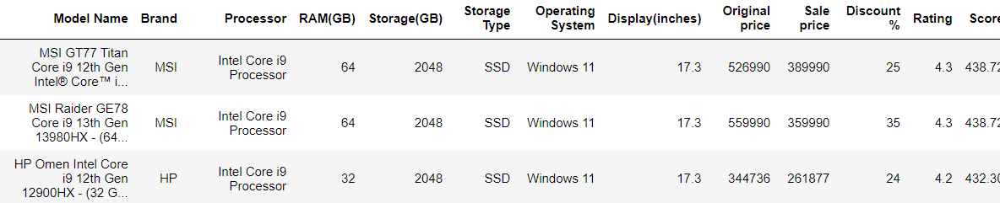 Model Name Brand Processor RAM(GB) Storage(GB) Storage Type Operating System Display(inches) Original price Sale price Discount % Rating Score
MSI GT77 Titan Core i9 12th Gen Intel® Core™ i... MSI Intel Core i9 Processor 64 2048 SSD Windows 11 17.3 526990 389990 25 4.3 438.72
MSI Raider GE78 Core i9 13th Gen 13980HX - (64... MSI Intel Core i9 Processor 64 2048 SSD Windows 11 17.3 559990 359990 35 4.3 438.72
HP Omen Intel Core i9 12th Gen 12900HX - (32 G... HP Intel Core i9 Processor 32 2048 SSD Windows 11 17.3 344736 261877 24 4.2 432.30